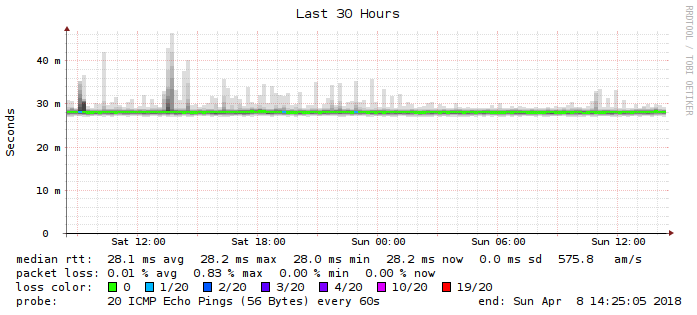 Last 30 Hours
RRDTOOL / TOBI OETIKER
Seconds
40 m
30 m
20 m
10 m
0
Sat 12:00 Sat 18:00 Sun 00:00 Sun 06:00 Sun 12:00
median rtt: 28.1 ms avg 28.2 ms max 28.0 ms min 28.2 ms now 0.0 ms sd 575.8 am/s
packet loss: 0.01 % avg 0.83 % max 0.00 % min 0.00 % now
loss color: 0 1/20 2/20 3/20 4/20 10/20 19/20
probe: 20 ICMP Echo Pings (56 Bytes) every 60s end: Sun Apr 8 14:25:05 2018